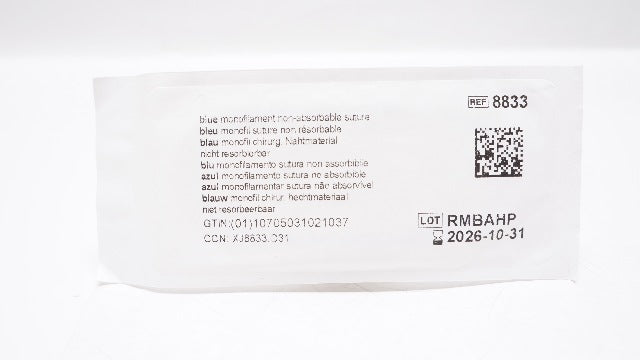 REF 8833
blue monofilament non-absorbable suture
bleu monofil suture non résorbable
blau monofil chirurg. Nahtmaterial
nicht resorbierbar
blu monofilamento sutura non assorbibile
azul monofilamento sutura no absorbible
azul monofilamentar sutura não absorvível
blauw monofil chirur. hechtmateriaal
niet resorbeerbaar
GTIN:(01)10705031021037
CCN: XJ8833.031
LOT RMBAHP
2026-10-31